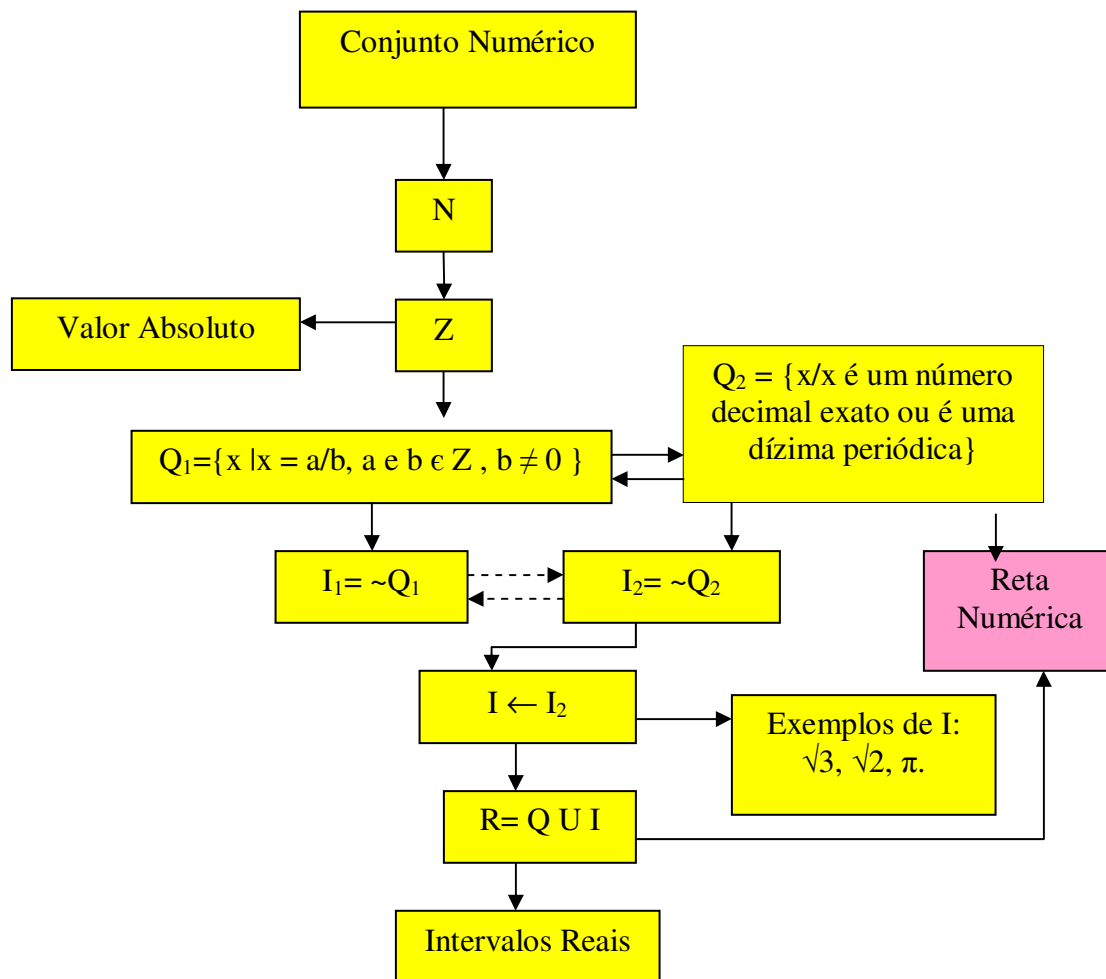 Conjunto Numérico
N
Valor Absoluto
Z
Q₂ = {x/x é um número
decimal exato ou é uma
dízima periódica}
Q₁={x |x = a/b, a e b є Z , b ≠ 0 }
I₁= ~Q₁
I₂= ~Q₂
Reta
Numérica
I ← I₂
Exemplos de I:
√3, √2, π.
R= Q U I
Intervalos Reais